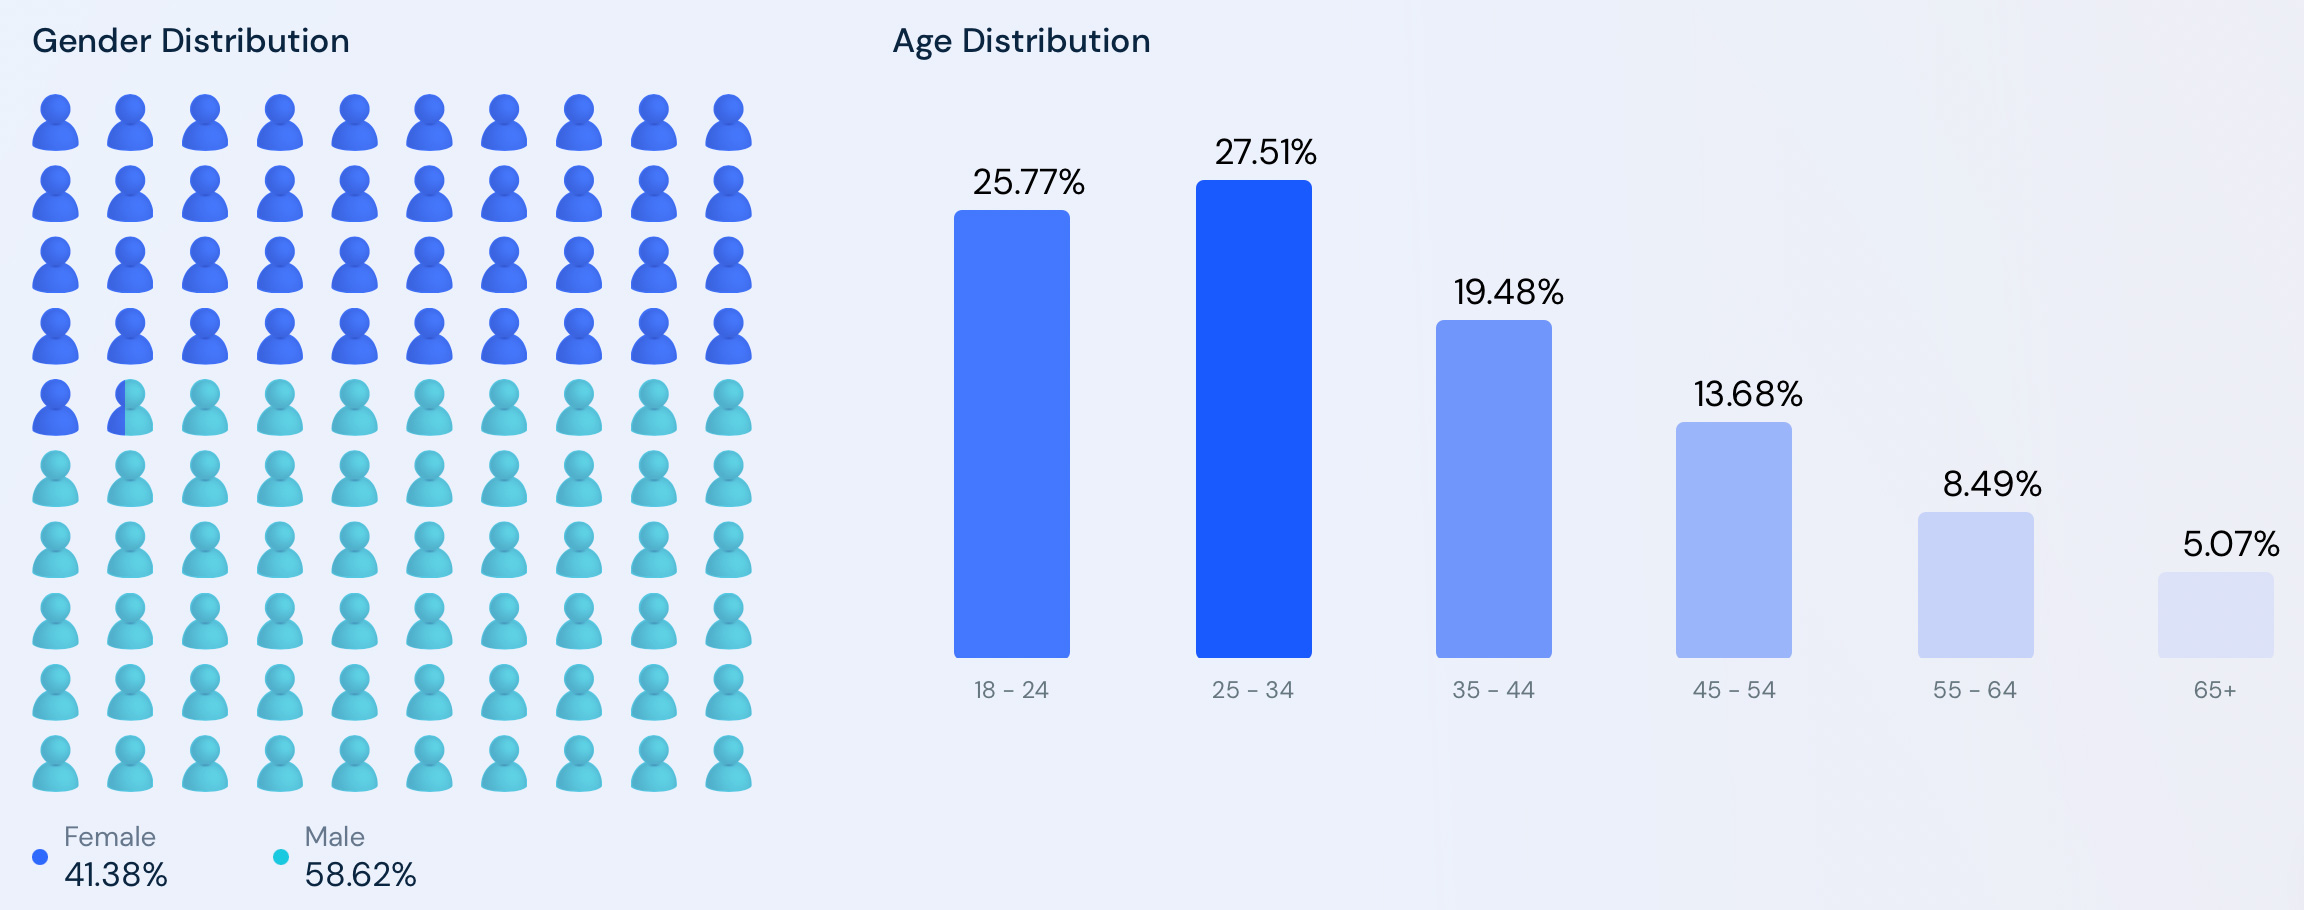 Gender Distribution
Female
41.38%
Male
58.62%
Age Distribution
25.77%
27.51%
19.48%
13.68%
8.49%
5.07%
18 - 24
25 - 34
35 - 44
45 - 54
55 - 64
65+